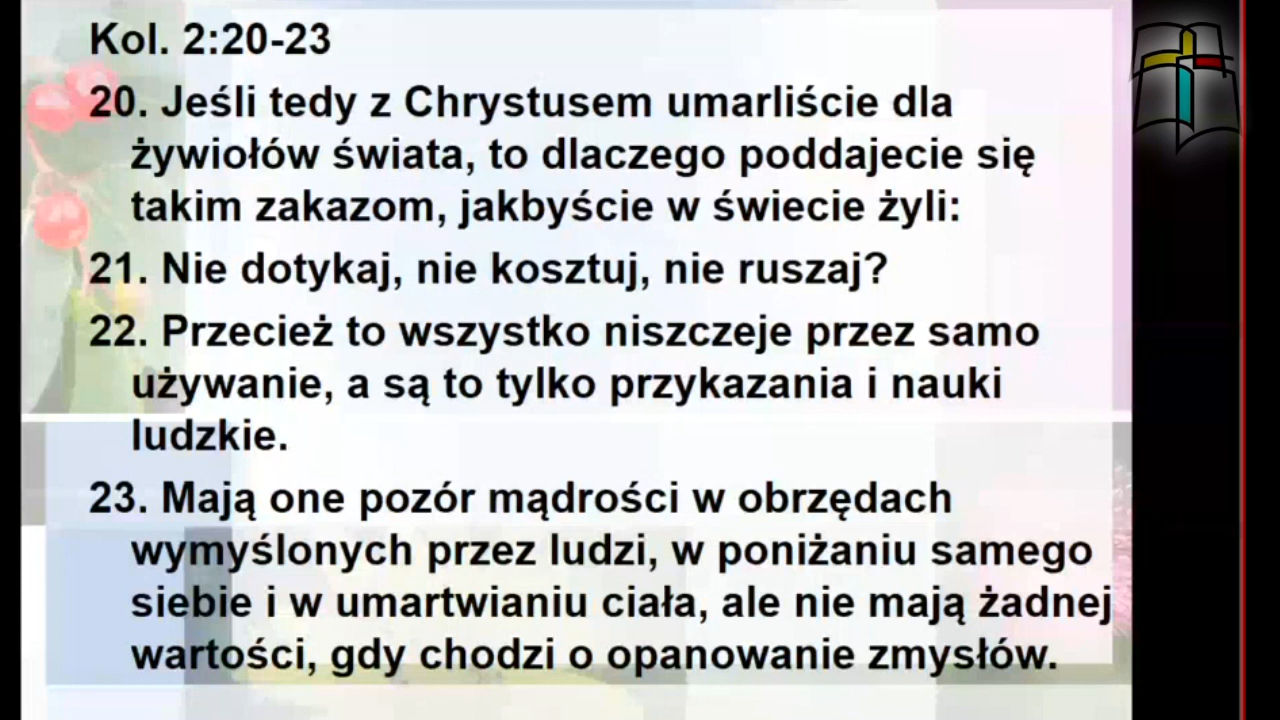 Kol. 2:20-23
20. Jeśli tedy z Chrystusem umarliście dla
żywiołów świata, to dlaczego poddajecie się
takim zakazom, jakbyście w świecie żyli:
21. Nie dotykaj, nie kosztuj, nie ruszaj?
22. Przecież to wszystko niszczeje przez samo
używanie, a są to tylko przykazania i nauki
ludzkie.
23. Mają one pozór mądrości w obrzędach
wymyślonych przez ludzi, w poniżaniu samego
siebie i w umartwianiu ciała, ale nie mają żadnej
wartości, gdy chodzi o opanowanie zmysłów.